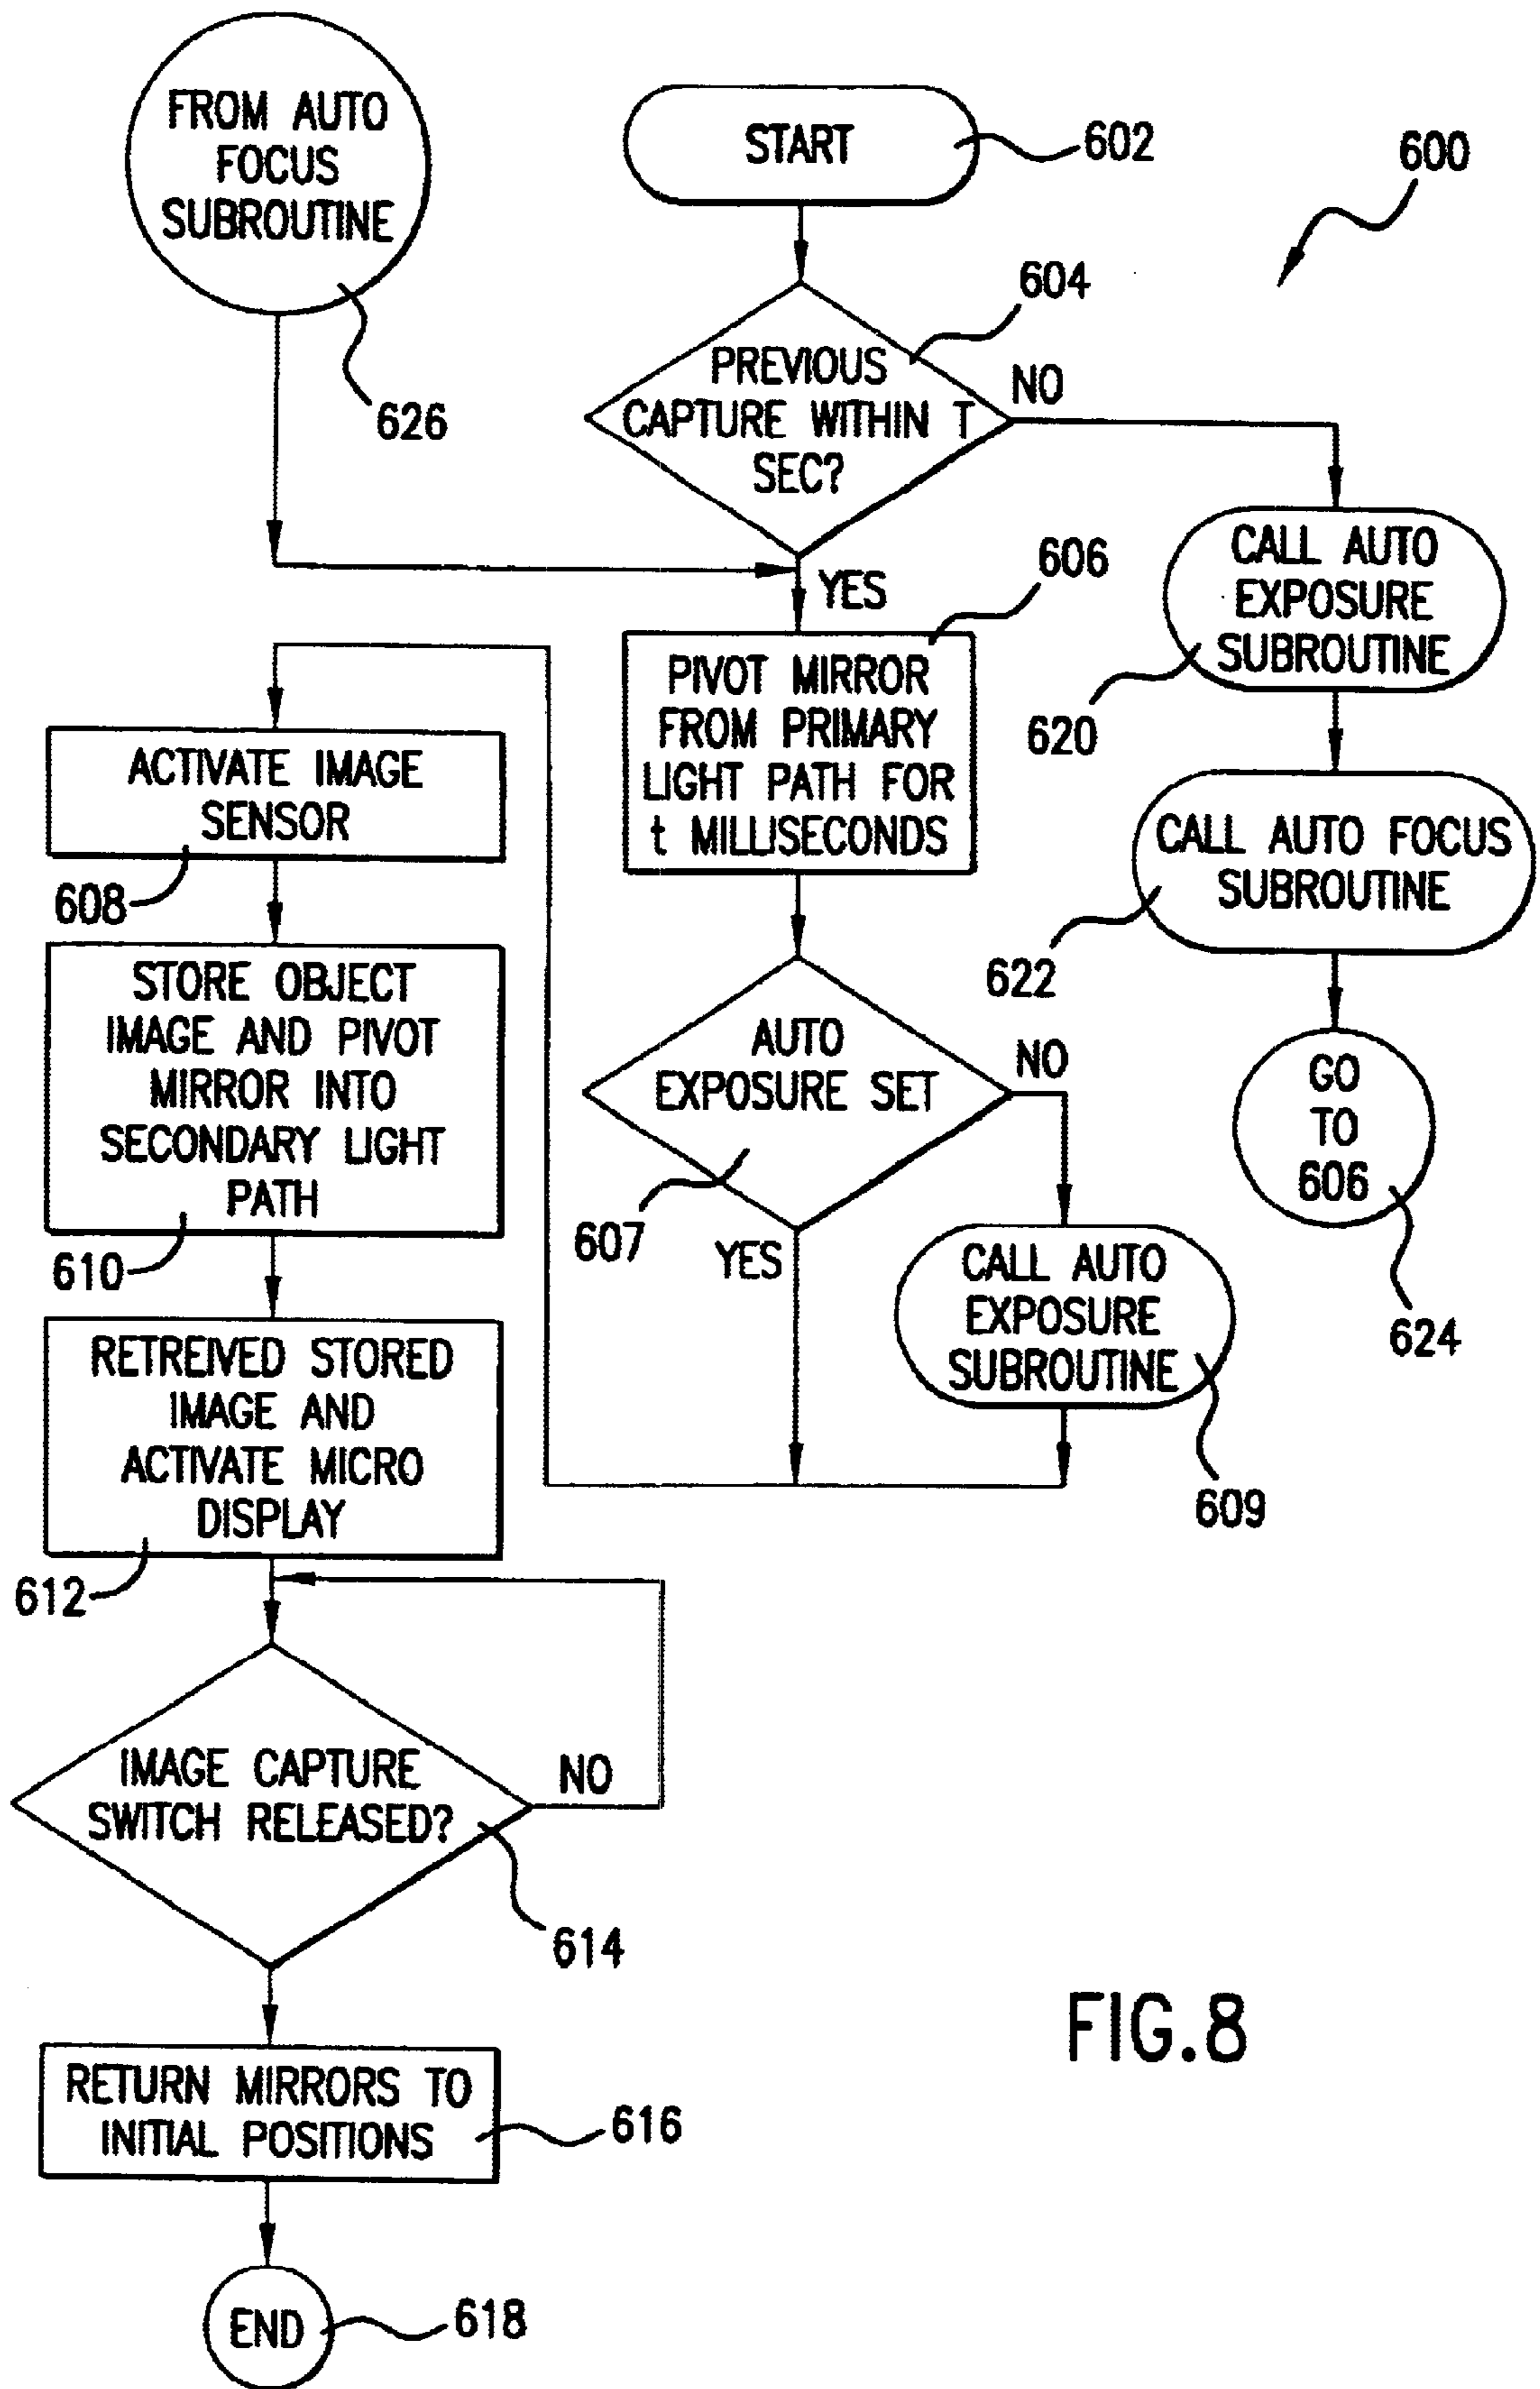 FROM AUTO
FOCUS
SUBROUTINE
626
START
602
600
604
PREVIOUS
CAPTURE WITHIN T
SEC?
NO
YES
606
PIVOT MIRROR
FROM PRIMARY
LIGHT PATH FOR
t MILLISECONDS
CALL AUTO
EXPOSURE
SUBROUTINE
620
CALL AUTO FOCUS
SUBROUTINE
622
GO
TO
606
624
AUTO
EXPOSURE SET
NO
607
YES
CALL AUTO
EXPOSURE
SUBROUTINE
609
ACTIVATE IMAGE
SENSOR
608
STORE OBJECT
IMAGE AND PIVOT
MIRROR INTO
SECONDARY LIGHT
PATH
610
RETREIVED STORED
IMAGE AND
ACTIVATE MICRO
DISPLAY
612
IMAGE CAPTURE
SWITCH RELEASED?
NO
614
RETURN MIRRORS TO
INITIAL POSITIONS
616
END
618
FIG.8